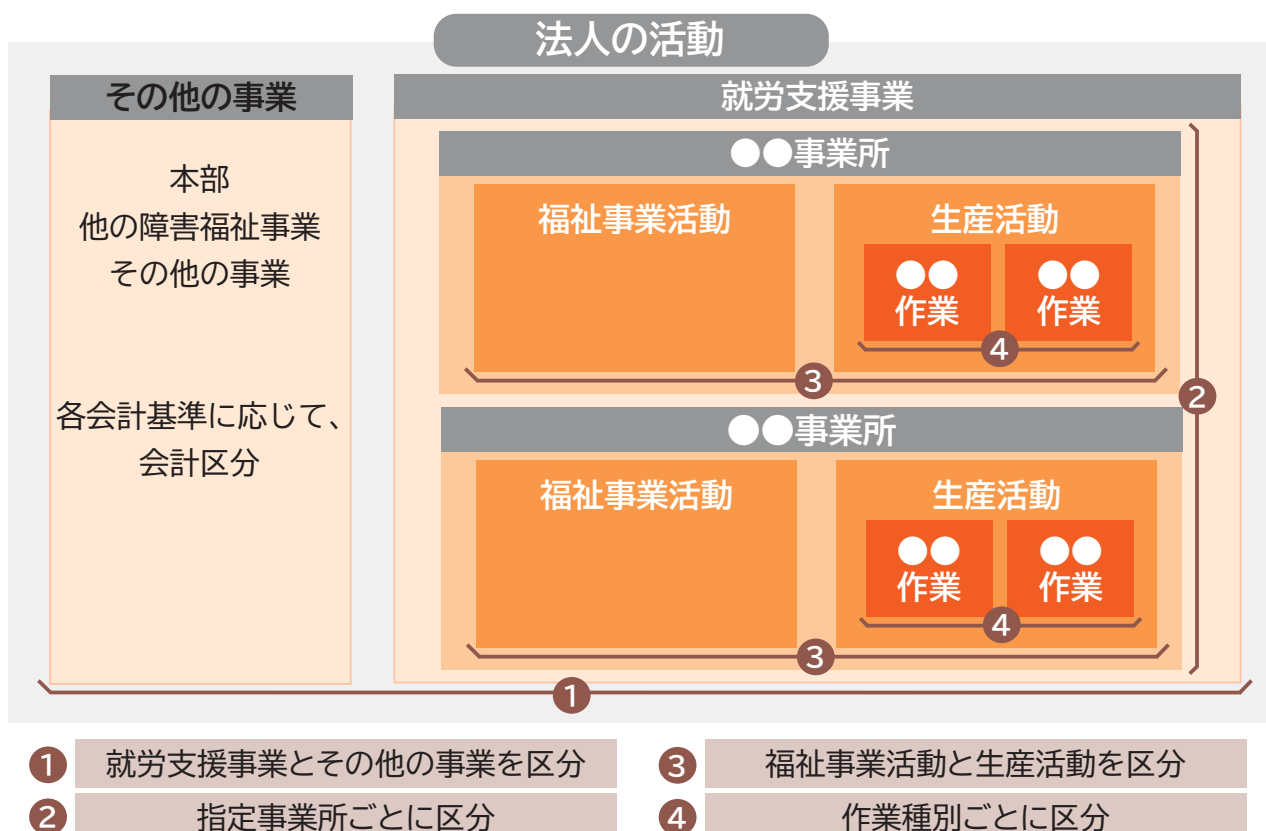 法人の活動
その他の事業
本部
他の障害福祉事業
その他の事業
各会計基準に応じて、
会計区分
就労支援事業
●●事業所
福祉事業活動
生産活動
●●
作業
●●
作業
4
3
2
●●事業所
福祉事業活動
生産活動
●●
作業
●●
作業
4
3
1
1 就労支援事業とその他の事業を区分
2 指定事業所ごとに区分
3 福祉事業活動と生産活動を区分
4 作業種別ごとに区分